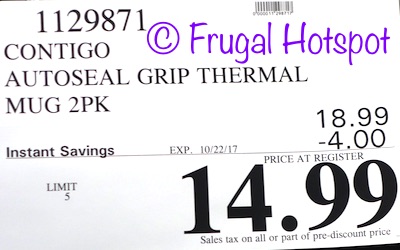 1129871
© Frugal Hotspot
CONTIGO
AUTOSEAL GRIP THERMAL
MUG 2PK
18.99
-4.00
Instant Savings EXP. 10/22/17
PRICE AT REGISTER
LIMIT
5
14.99
Sales tax on all or part of pre-discount price